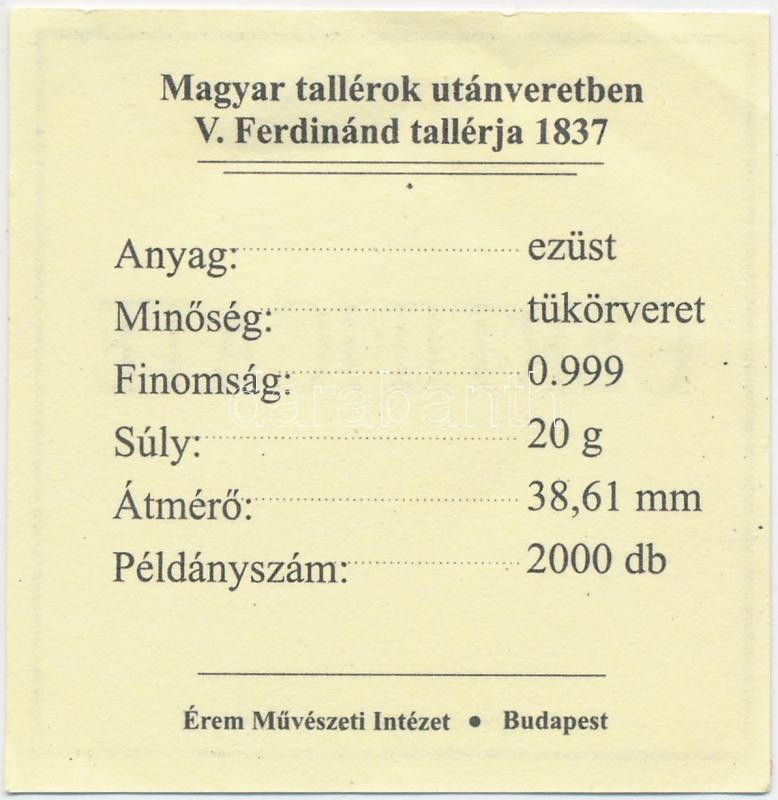 Magyar tallérok utánveretben
V. Ferdinánd tallérja 1837
Anyag: ezüst
Minőség: tükörveret
Finomság: 0.999
darabanth
Súly: 20 g
Átmérő: 38,61 mm
Példányszám: 2000 db
Érem Művészeti Intézet • Budapest